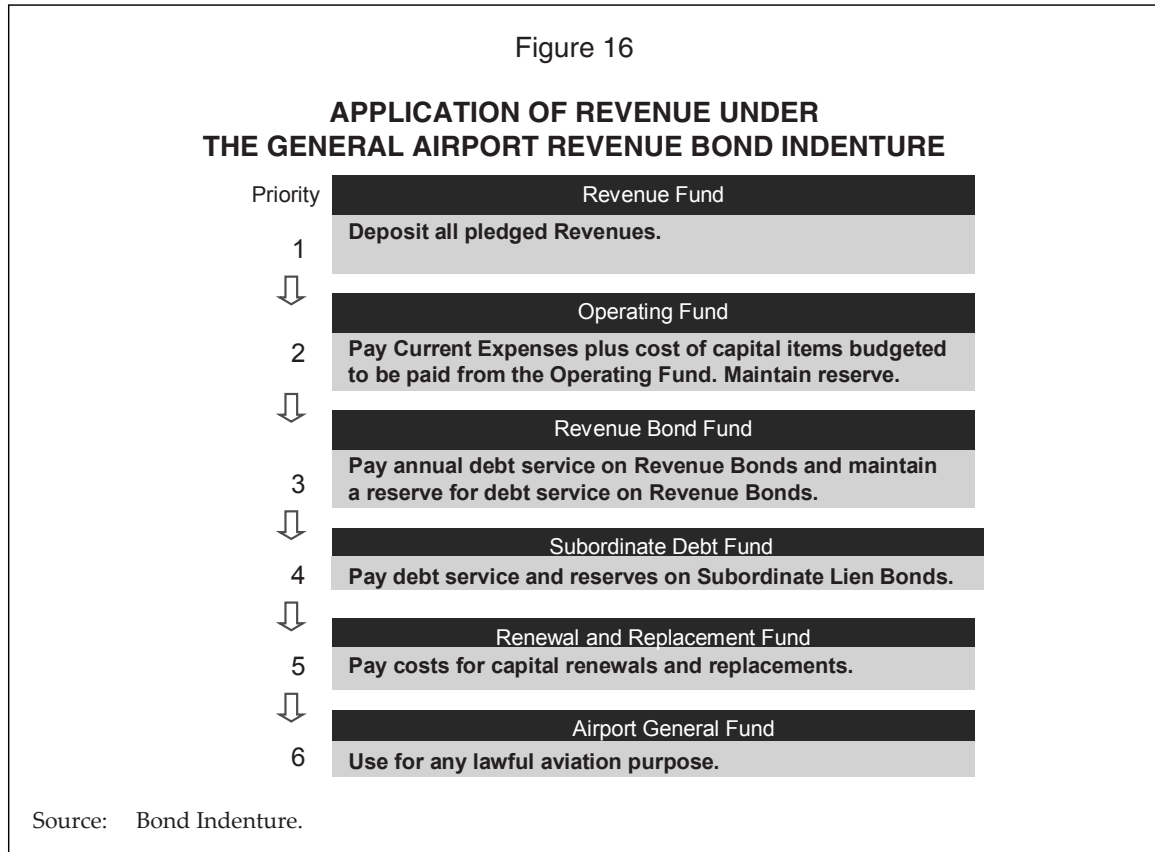 Figure 16
APPLICATION OF REVENUE UNDER
THE GENERAL AIRPORT REVENUE BOND INDENTURE
Priority
Revenue Fund
1
Deposit all pledged Revenues.
Operating Fund
2
Pay Current Expenses plus cost of capital items budgeted
to be paid from the Operating Fund. Maintain reserve.
Revenue Bond Fund
3
Pay annual debt service on Revenue Bonds and maintain
a reserve for debt service on Revenue Bonds.
Subordinate Debt Fund
4
Pay debt service and reserves on Subordinate Lien Bonds.
Renewal and Replacement Fund
5
Pay costs for capital renewals and replacements.
Airport General Fund
6
Use for any lawful aviation purpose.
Source: Bond Indenture.